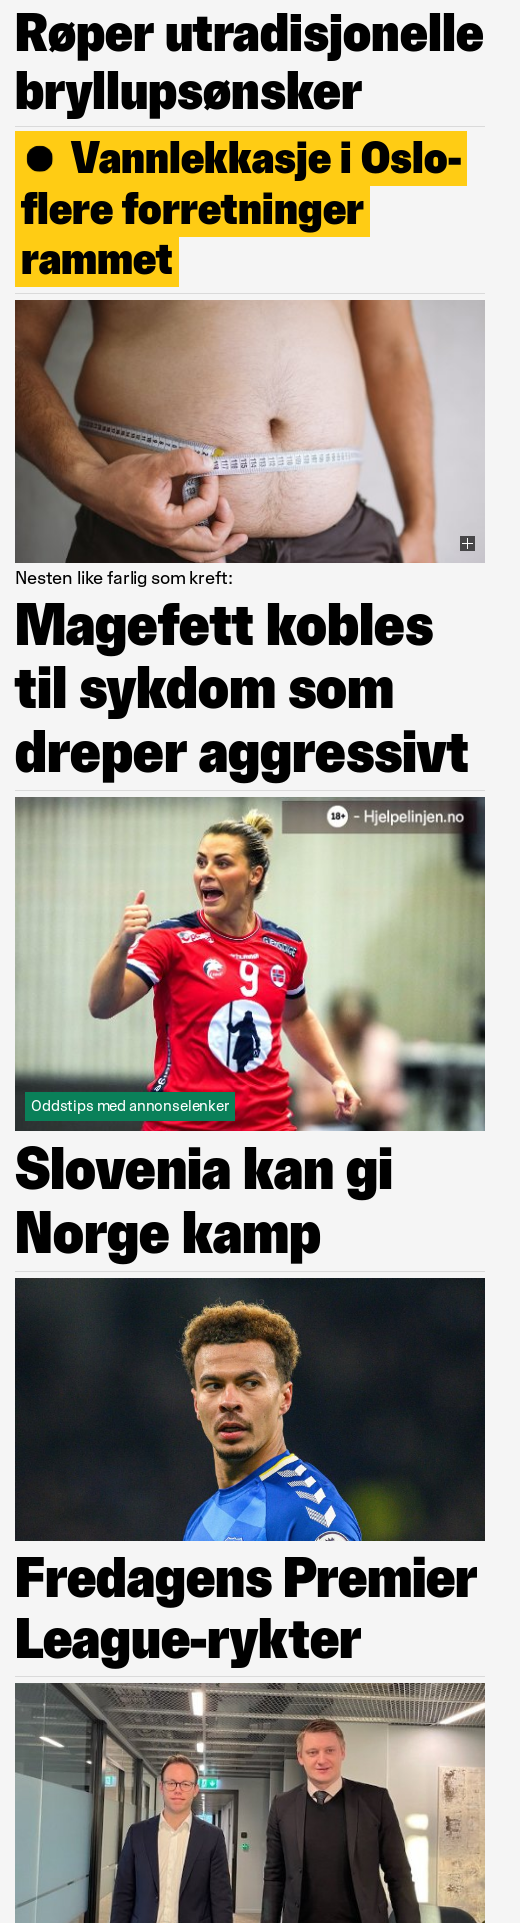 Røper utradisjonelle
bryllupsønsker
Vannlekkasje i Oslo-
flere forretninger
rammet
Nesten like farlig som kreft:
Magefett kobles
til sykdom som
dreper aggressivt
18+ - Hjelpelinjen.no
9
Oddstips med annonselenker
Slovenia kan gi
Norge kamp
Fredagens Premier
League-rykter